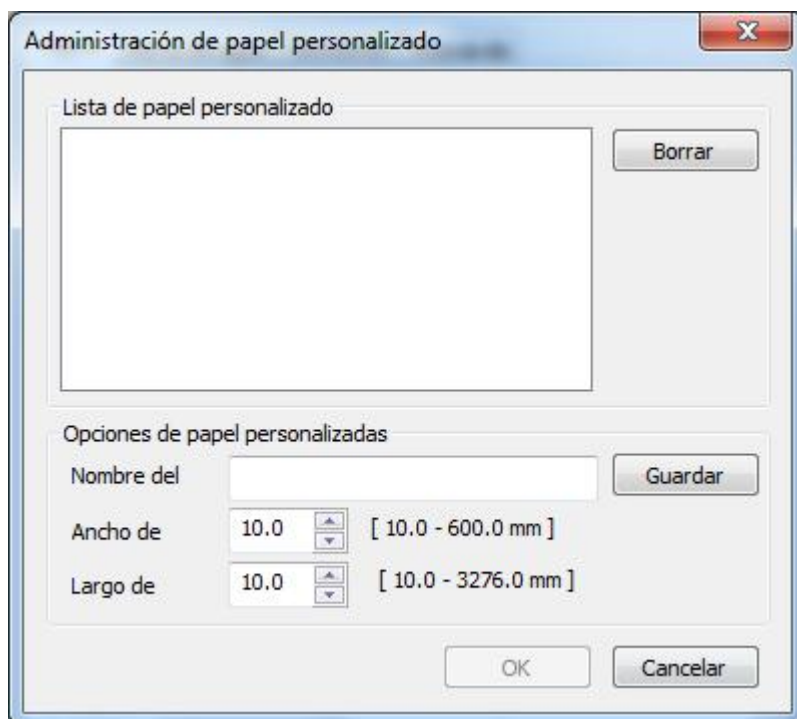 Administración de papel personalizado
Lista de papel personalizado
Borrar
Opciones de papel personalizadas
Nombre del
Guardar
Ancho de 10.0 [ 10.0 - 600.0 mm ]
Largo de 10.0 [ 10.0 - 3276.0 mm ]
OK Cancelar